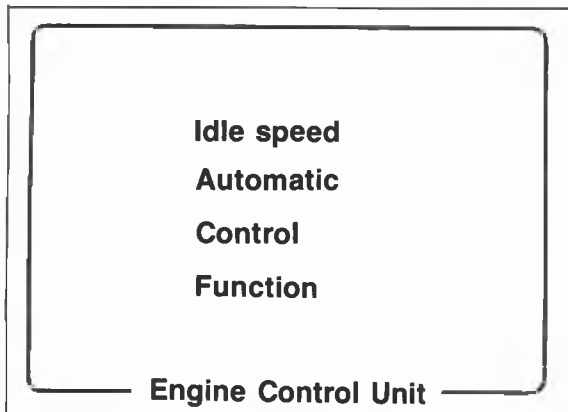 Idle speed
Automatic
Control
Function
Engine Control Unit